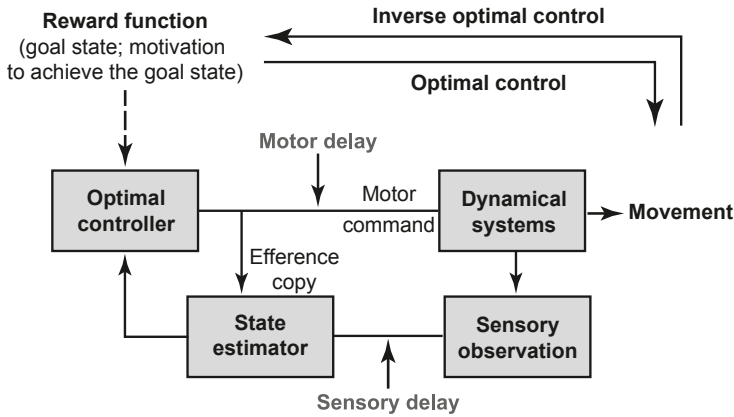 Reward function
(goal state; motivation
to achieve the goal state)
Inverse optimal control
Optimal control
Motor delay
Optimal
controller
Motor
command
Dynamical
systems
Movement
Efference
copy
State
estimator
Sensory
observation
Sensory delay